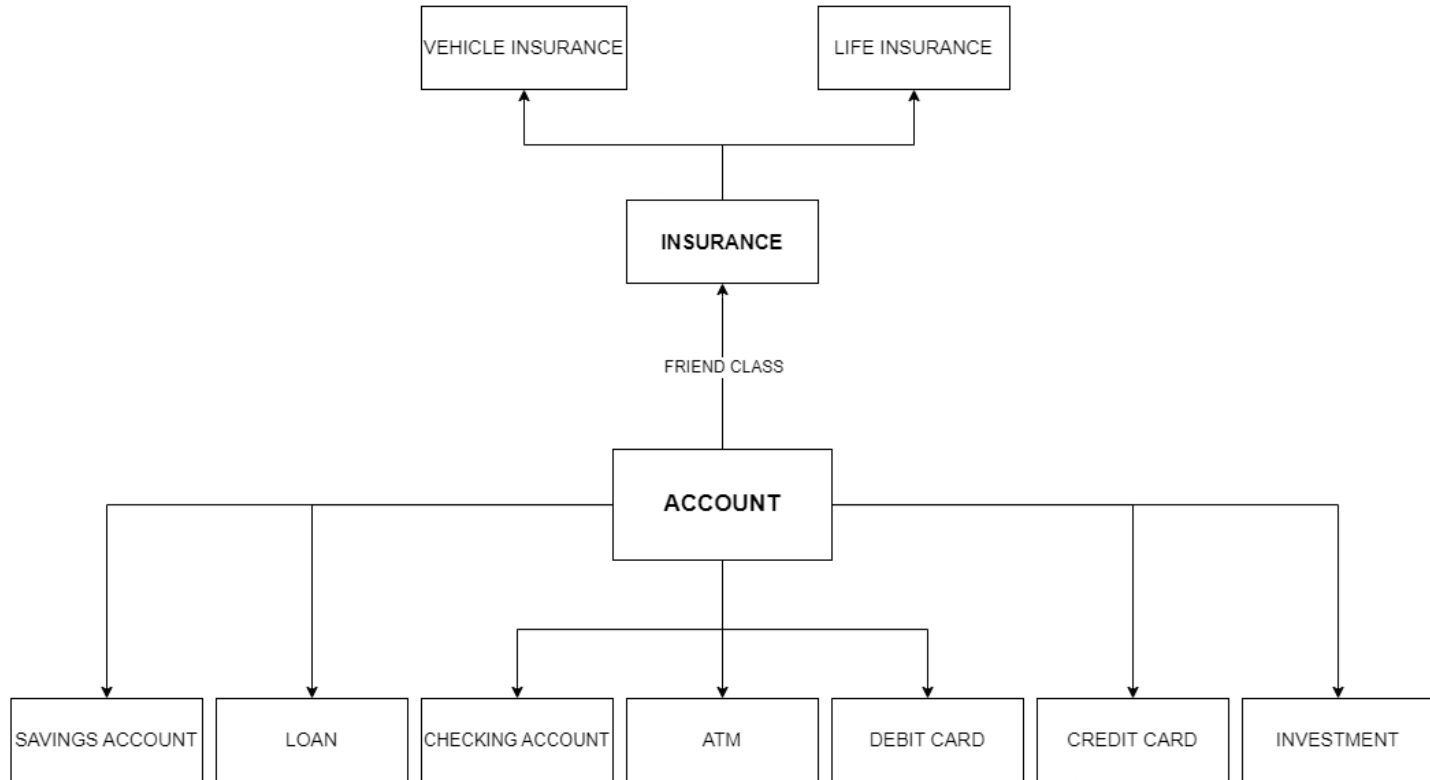 VEHICLE INSURANCE
LIFE INSURANCE
INSURANCE
FRIEND CLASS
ACCOUNT
SAVINGS ACCOUNT
LOAN
CHECKING ACCOUNT
ATM
DEBIT CARD
CREDIT CARD
INVESTMENT